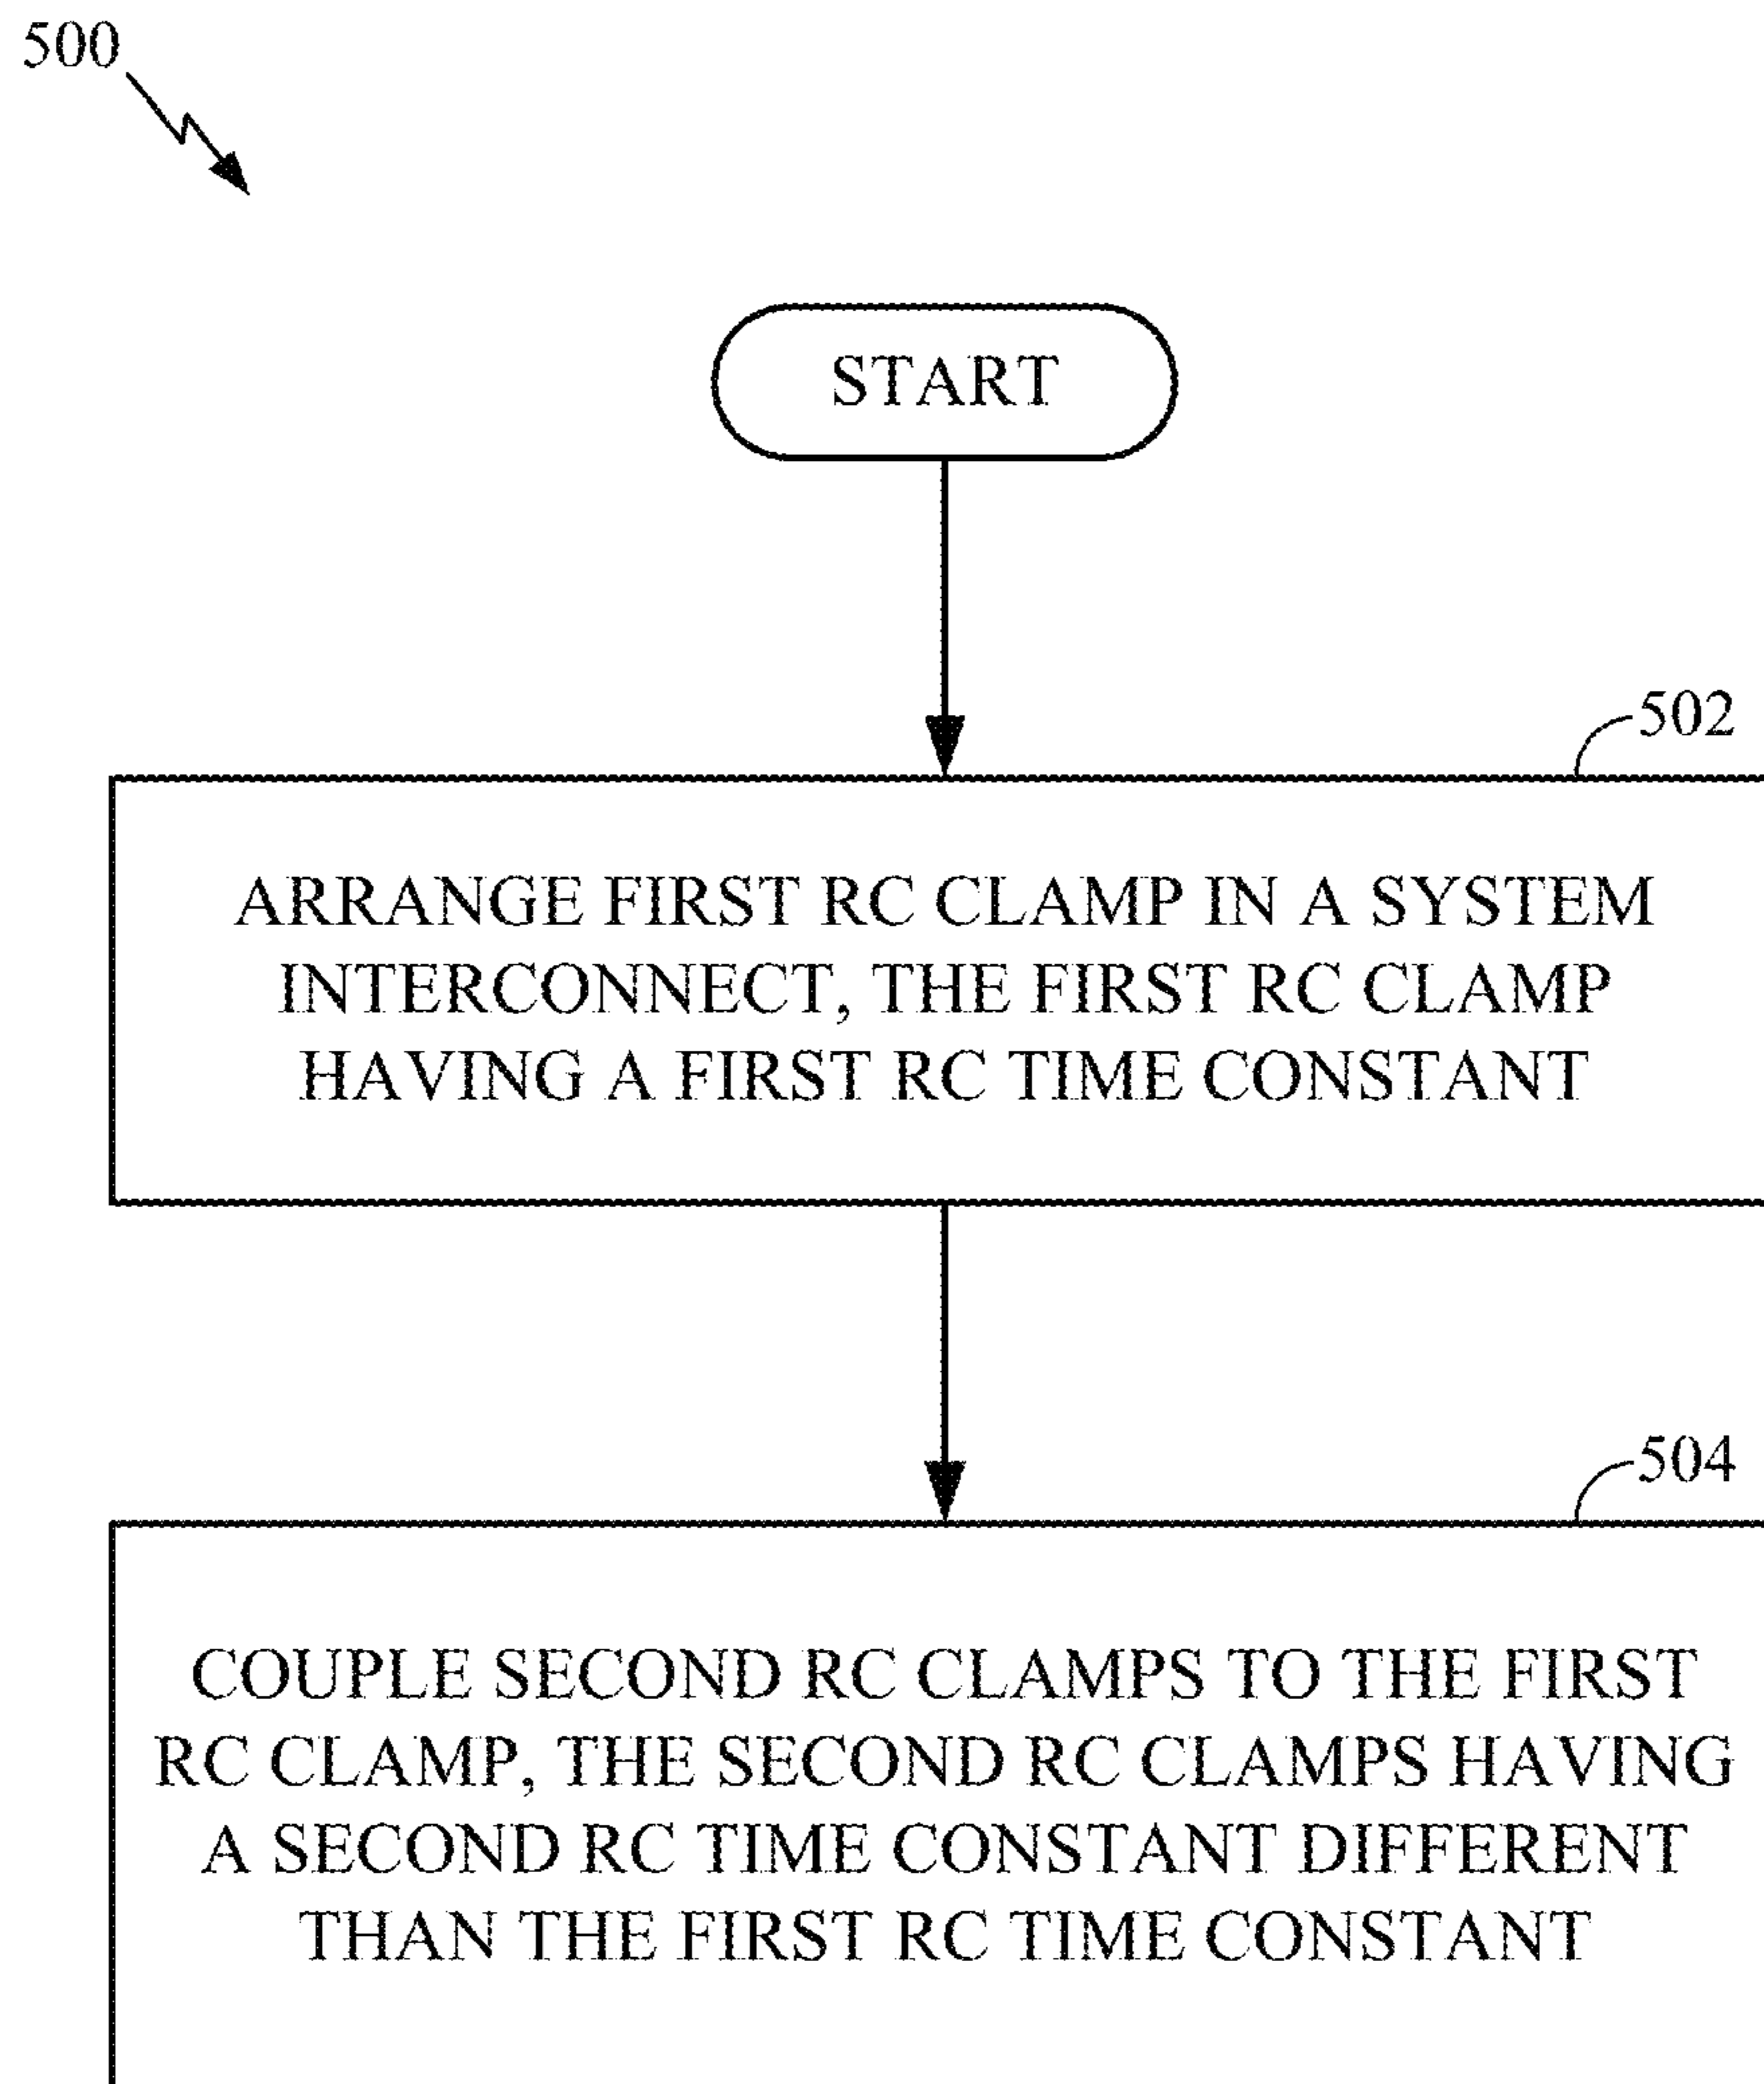 500
START
502
ARRANGE FIRST RC CLAMP IN A SYSTEM
INTERCONNECT, THE FIRST RC CLAMP
HAVING A FIRST RC TIME CONSTANT
504
COUPLE SECOND RC CLAMPS TO THE FIRST
RC CLAMP, THE SECOND RC CLAMPS HAVING
A SECOND RC TIME CONSTANT DIFFERENT
THAN THE FIRST RC TIME CONSTANT